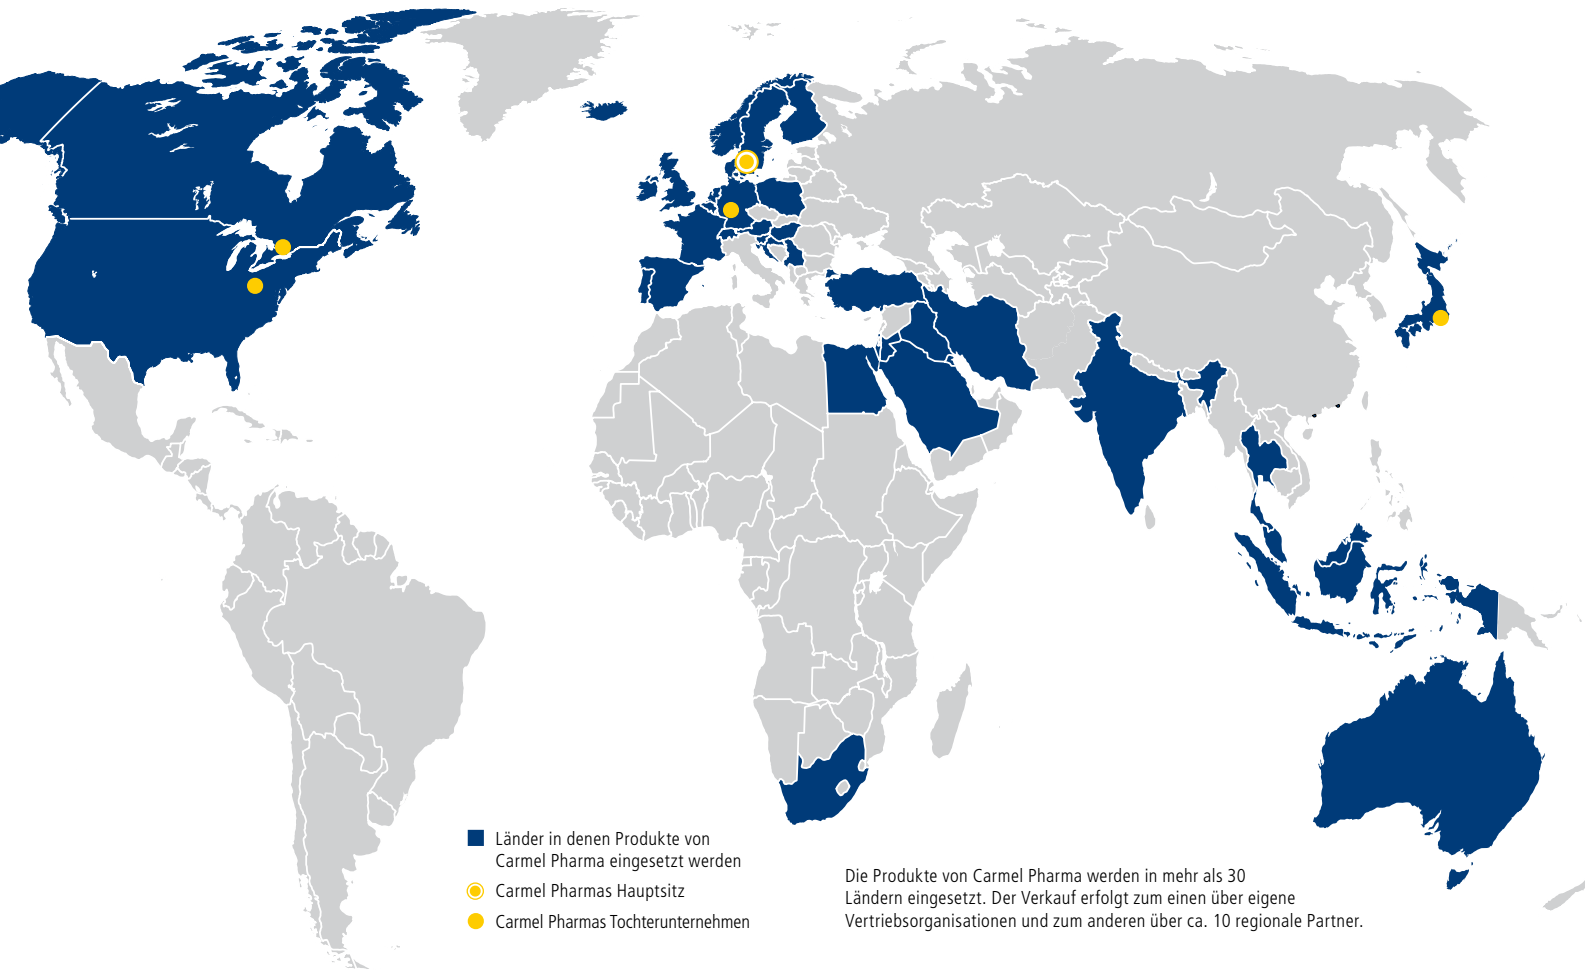 Länder in denen Produkte von
Carmel Pharma eingesetzt werden
Carmel Pharmas Hauptsitz
Carmel Pharmas Tochterunternehmen
Die Produkte von Carmel Pharma werden in mehr als 30
Ländern eingesetzt. Der Verkauf erfolgt zum einen über eigene
Vertriebsorganisationen und zum anderen über ca. 10 regionale Partner.